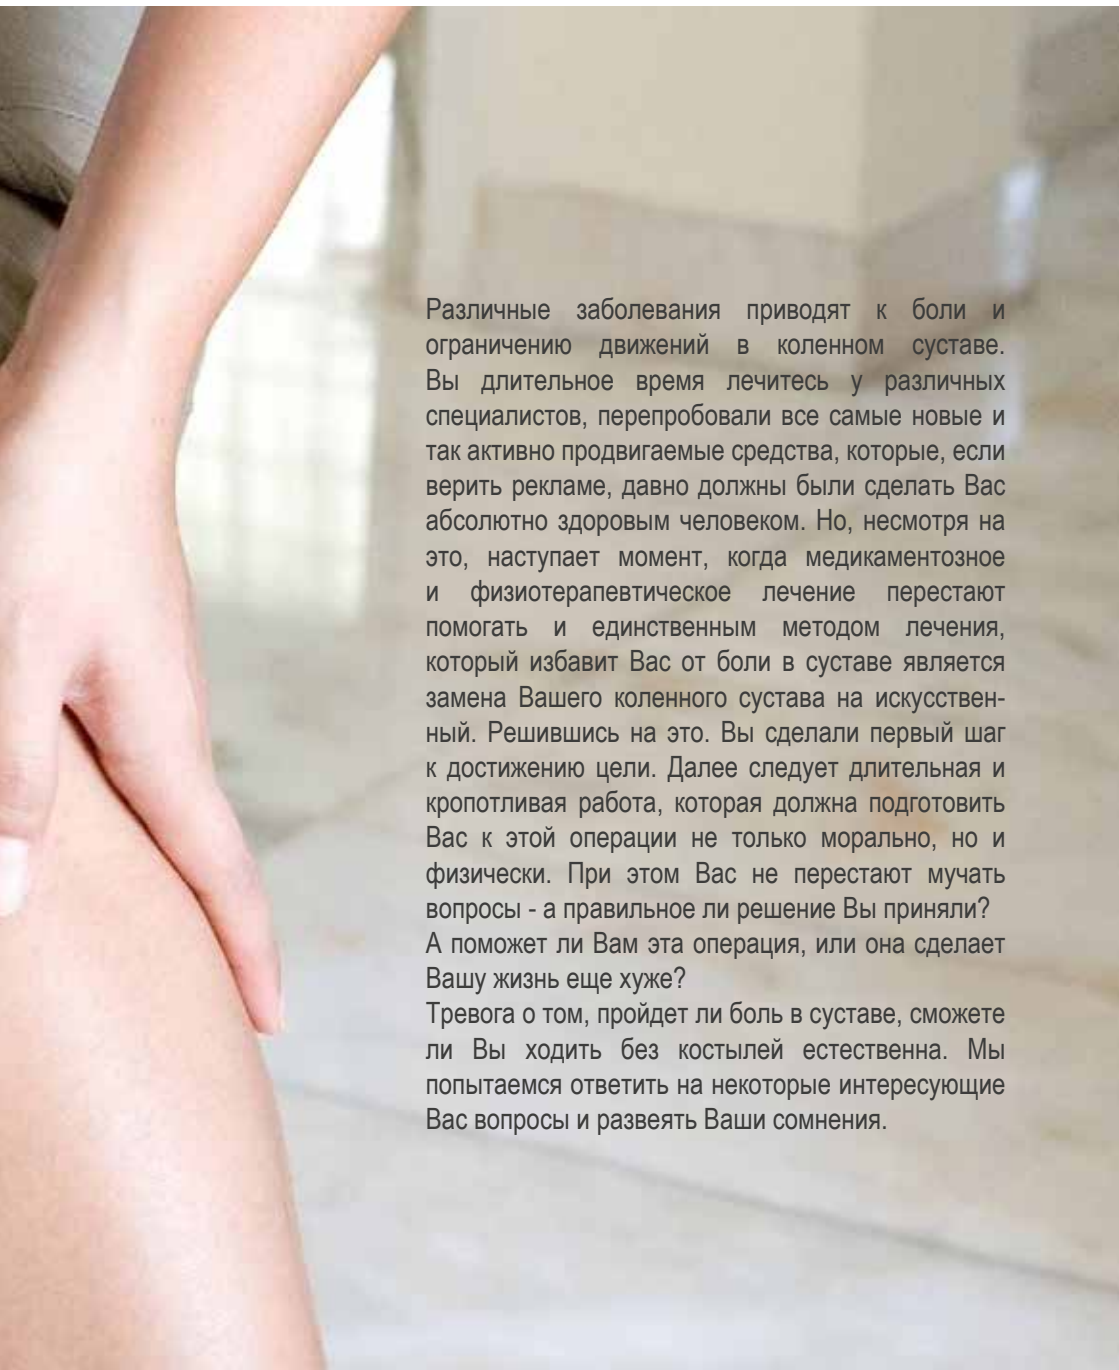 Различные заболевания приводят к боли и
ограничению движений в коленном суставе.
Вы длительное время лечитесь у различных
специалистов, перепробовали все самые новые и
так активно продвигаемые средства, которые, если
верить рекламе, давно должны были сделать Вас
абсолютно здоровым человеком. Но, несмотря на
это, наступает момент, когда медикаментозное
и физиотерапевтическое лечение перестают
помогать и единственным методом лечения,
который избавит Вас от боли в суставе является
замена Вашего коленного сустава на искусствен-
ный. Решившись на это. Вы сделали первый шаг
к достижению цели. Далее следует длительная и
кропотливая работа, которая должна подготовить
Вас к этой операции не только морально, но и
физически. При этом Вас не перестают мучать
вопросы - а правильное ли решение Вы приняли?
А поможет ли Вам эта операция, или она сделает
Вашу жизнь еще хуже?
Тревога о том, пройдет ли боль в суставе, сможете
ли Вы ходить без костылей естественна. Мы
попытаемся ответить на некоторые интересующие
Вас вопросы и развеять Ваши сомнения.